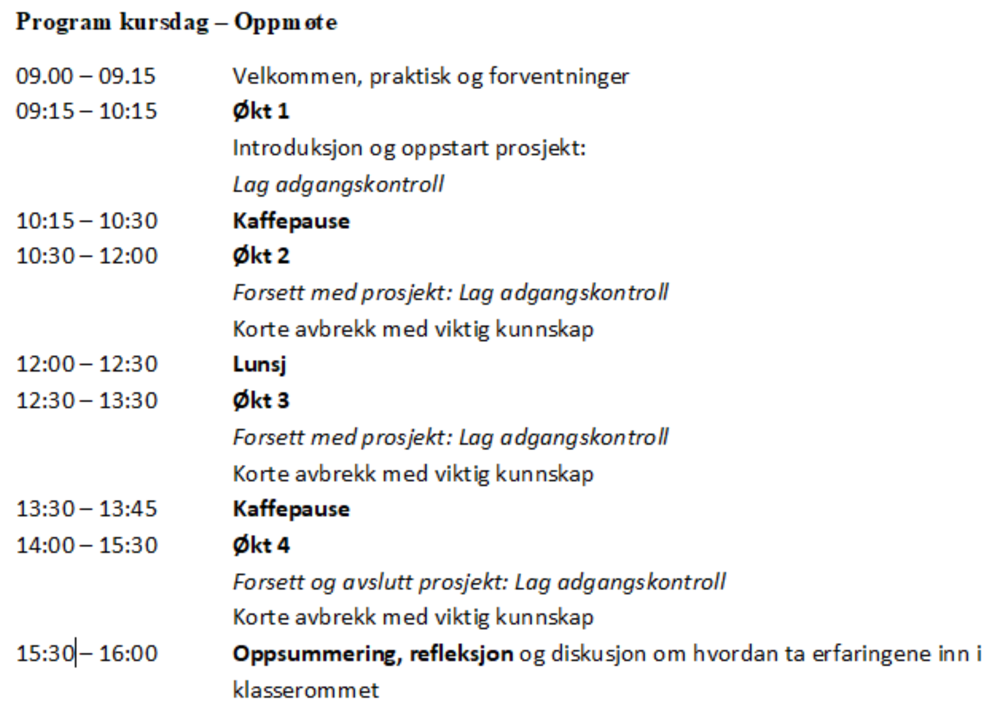 Program kursdag – Oppmøte
09.00 – 09.15 Velkommen, praktisk og forventninger
09:15 – 10:15 Økt 1
Introduksjon og oppstart prosjekt:
Lag adgangskontroll
10:15 – 10:30 Kaffepause
10:30 – 12:00 Økt 2
Forsett med prosjekt: Lag adgangskontroll
Korte avbrekk med viktig kunnskap
12:00 – 12:30 Lunsj
12:30 – 13:30 Økt 3
Forsett med prosjekt: Lag adgangskontroll
Korte avbrekk med viktig kunnskap
13:30 – 13:45 Kaffepause
14:00 – 15:30 Økt 4
Forsett og avslutt prosjekt: Lag adgangskontroll
Korte avbrekk med viktig kunnskap
15:30 – 16:00 Oppsummering, refleksjon og diskusjon om hvordan ta erfaringene inn i
klasserommet